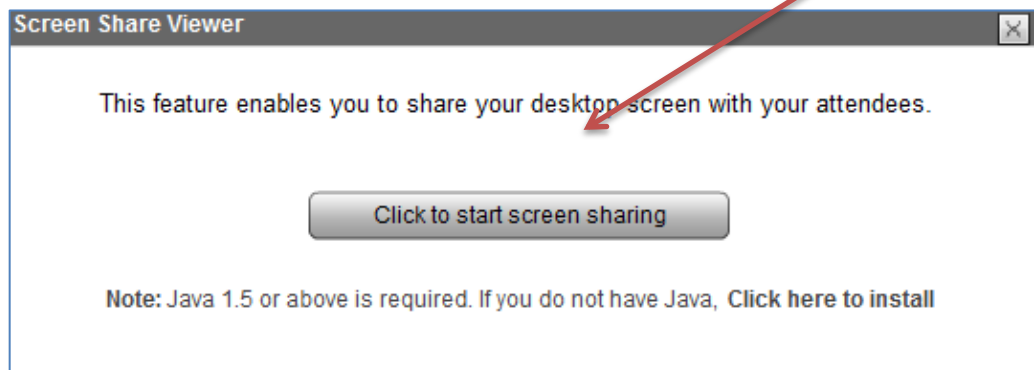 Screen Share Viewer
This feature enables you to share your desktop screen with your attendees.
Click to start screen sharing
Note: Java 1.5 or above is required. If you do not have Java, Click here to install